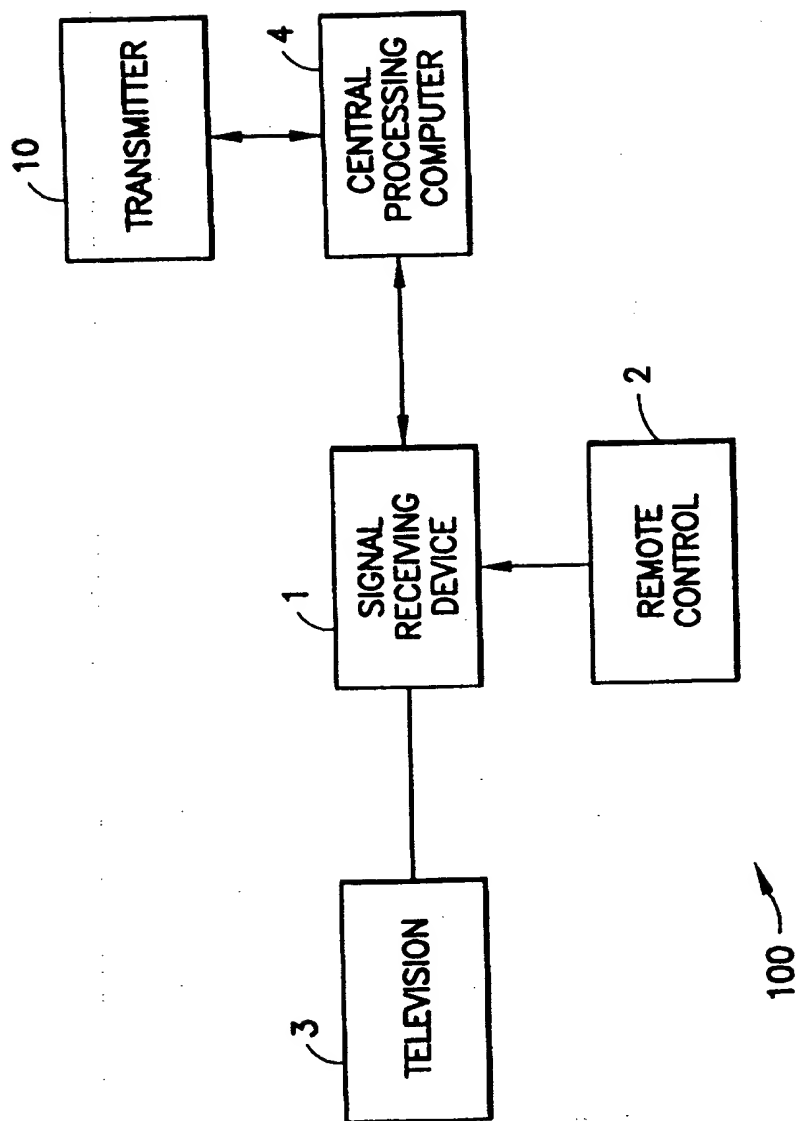 10
TRANSMITTER
4
CENTRAL
PROCESSING
COMPUTER
1
SIGNAL
RECEIVING
DEVICE
2
REMOTE
CONTROL
3
TELEVISION
100